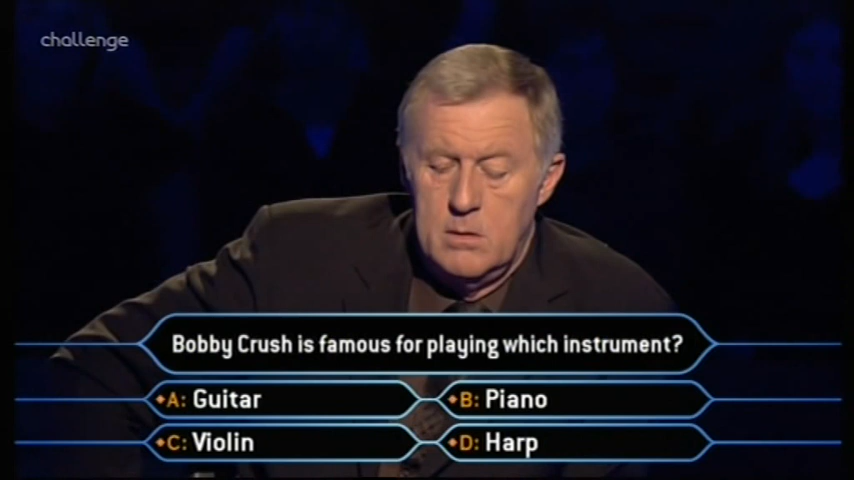 challenge
Bobby Crush is famous for playing which instrument?
A: Guitar
B: Piano
C: Violin
D: Harp